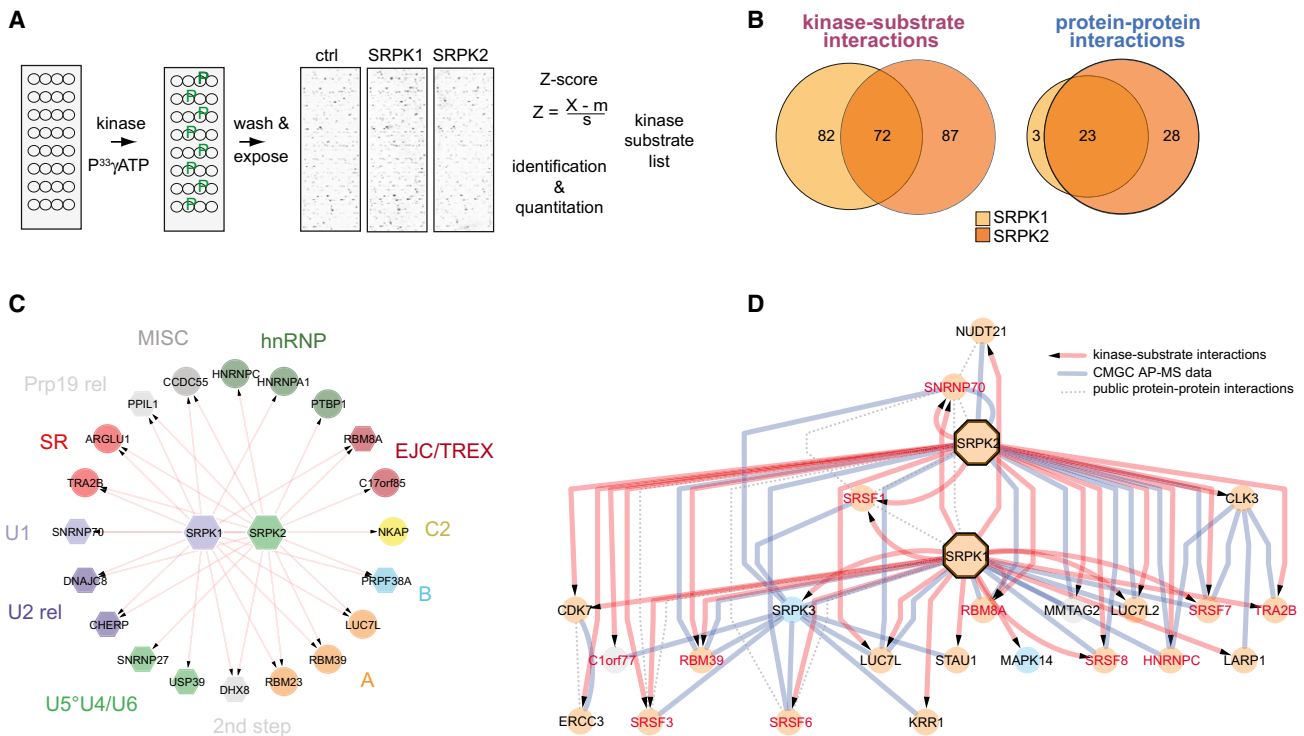 A
kinase
P³³γATP
P
P
P
P
P
P
P
P
wash &
expose
ctrl
SRPK1
SRPK2
Z-score
Z = X - m
s
identification
&
quantitation
kinase
substrate
list
B
kinase-substrate
interactions
protein-protein
interactions
82
72
87
3
23
28
SRPK1
SRPK2
C
MISC
hnRNP
Prp19 rel
SR
EJC/TREX
U1
C2
U2 rel
B
U5°U4/U6
A
2nd step
CCDC55
HNRNPC
HNRNPA1
PPIL1
PTBP1
ARGLU1
RBM8A
TRA2B
C17orf85
SNRNP70
SRPK1
SRPK2
NKAP
DNAJC8
PRPF38A
CHERP
LUC7L
SNRNP27
RBM39
USP39
DHX8
RBM23
D
NUDT21
kinase-substrate interactions
CMGC AP-MS data
public protein-protein interactions
SNRNP70
SRPK2
SRSF1
CLK3
SRPK1
CDK7
SRPK3
RBM8A
MMTAG2
LUC7L2
SRSF7
TRA2B
C1orf77
RBM39
LUC7L
STAU1
MAPK14
SRSF8
HNRNPC
LARP1
ERCC3
SRSF3
SRSF6
KRR1